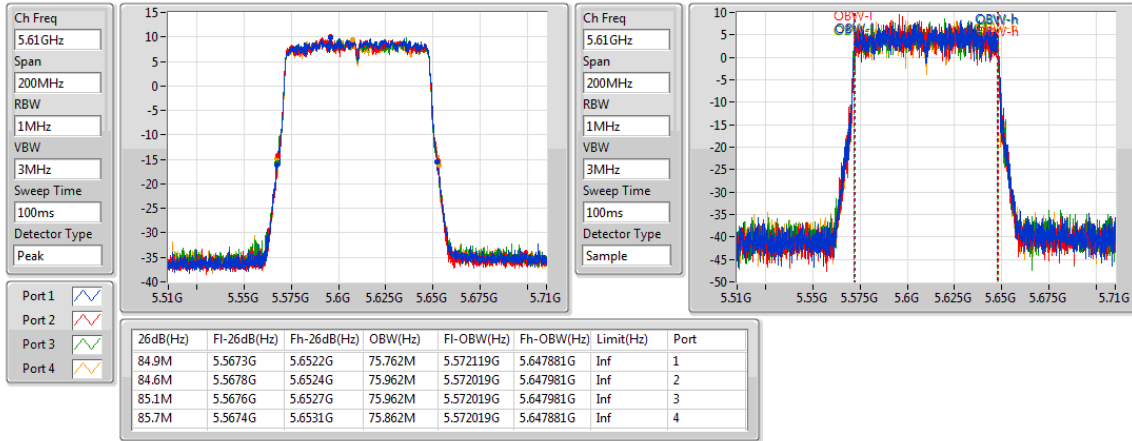 Ch Freq
5.61GHz
Span
200MHz
RBW
1MHz
VBW
3MHz
Sweep Time
100ms
Detector Type
Peak
15
10
5
0
-5
-10
-15
-20
-25
-30
-35
-40
5.51G 5.55G 5.575G 5.6G 5.625G 5.65G 5.71G
Ch Freq
5.61GHz
Span
200MHz
RBW
1MHz
VBW
3MHz
Sweep Time
100ms
Detector Type
Sample
OBW-l OBW-h
10
5
0
-5
-10
-15
-20
-25
-30
-35
-40
-45
-50
5.51G 5.55G 5.575G 5.6G 5.625G 5.65G 5.71G
Port 1
Port 2
Port 3
Port 4
26dB(Hz) Fl-26dB(Hz) Fh-26dB(Hz) OBW(Hz) Fl-OBW(Hz) Fh-OBW(Hz) Limit(Hz) Port
84.9M 5.5673G 5.6522G 75.762M 5.572119G 5.647881G Inf 1
84.6M 5.5678G 5.6524G 75.962M 5.572019G 5.647981G Inf 2
85.1M 5.5676G 5.6527G 75.962M 5.572019G 5.647981G Inf 3
85.7M 5.5674G 5.6531G 75.862M 5.572019G 5.647881G Inf 4